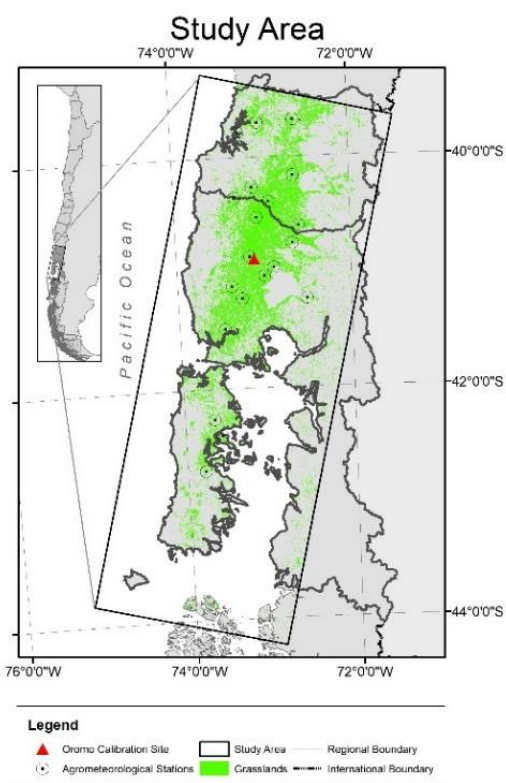 Study Area
74°0'0"W 72°0'0"W
40°0'0"S
Pacific Ocean
42°0'0"S
44°0'0"S
76°0'0"W 74°0'0"W 72°0'0"W
Legend
Oromo Calibration Site Study Area Regional Boundary
Agrometeorological Stations Grasslands International Boundary